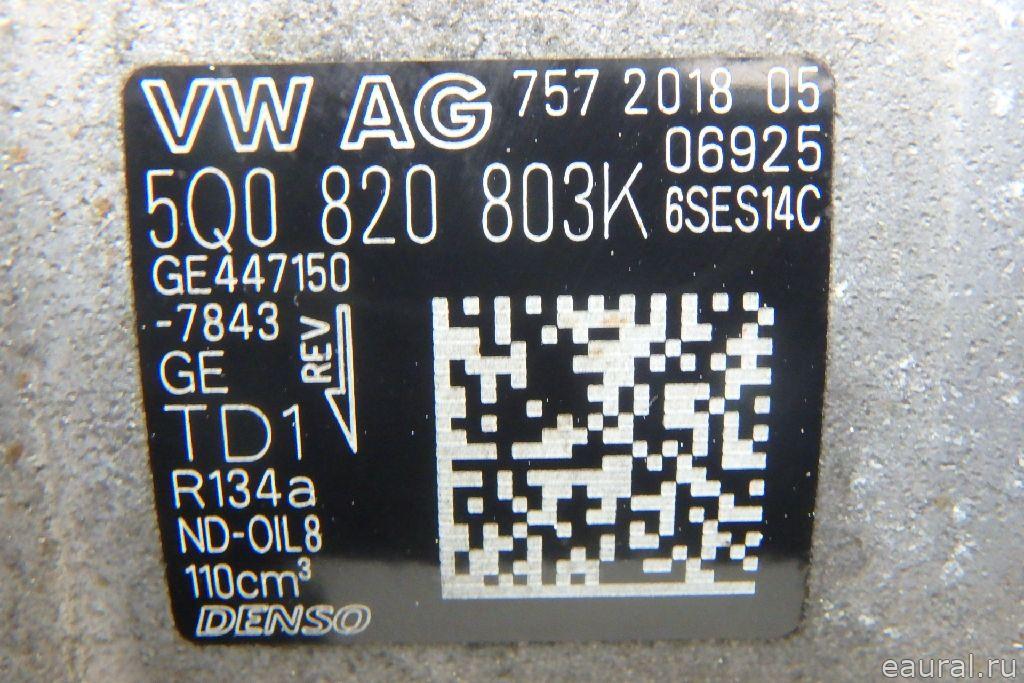 VW AG 757 2018 05
06925
5Q0 820 803K 6SES14C
GE447150
-7843
GE
REV
TD1
R134a
ND-OIL8
110cm³
DENSO
eaural.ru